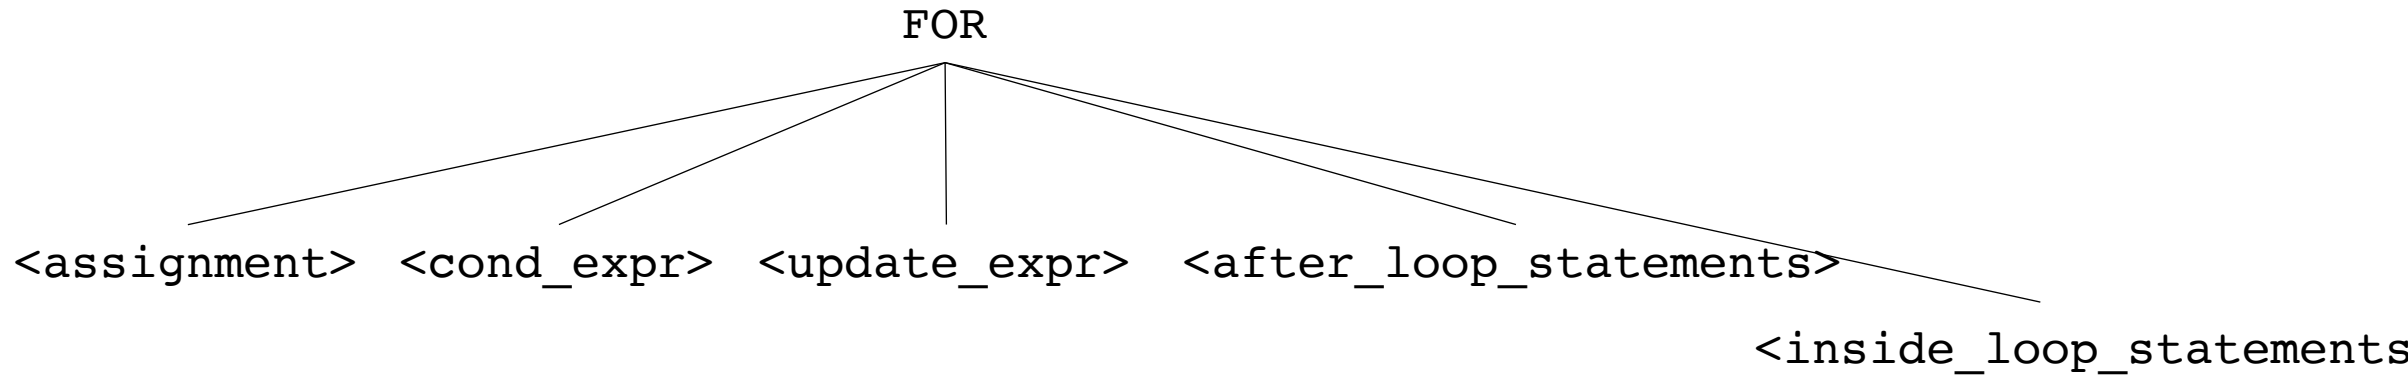 FOR
<assignment> <cond_expr> <update_expr> <after_loop_statements>
<inside_loop_statements